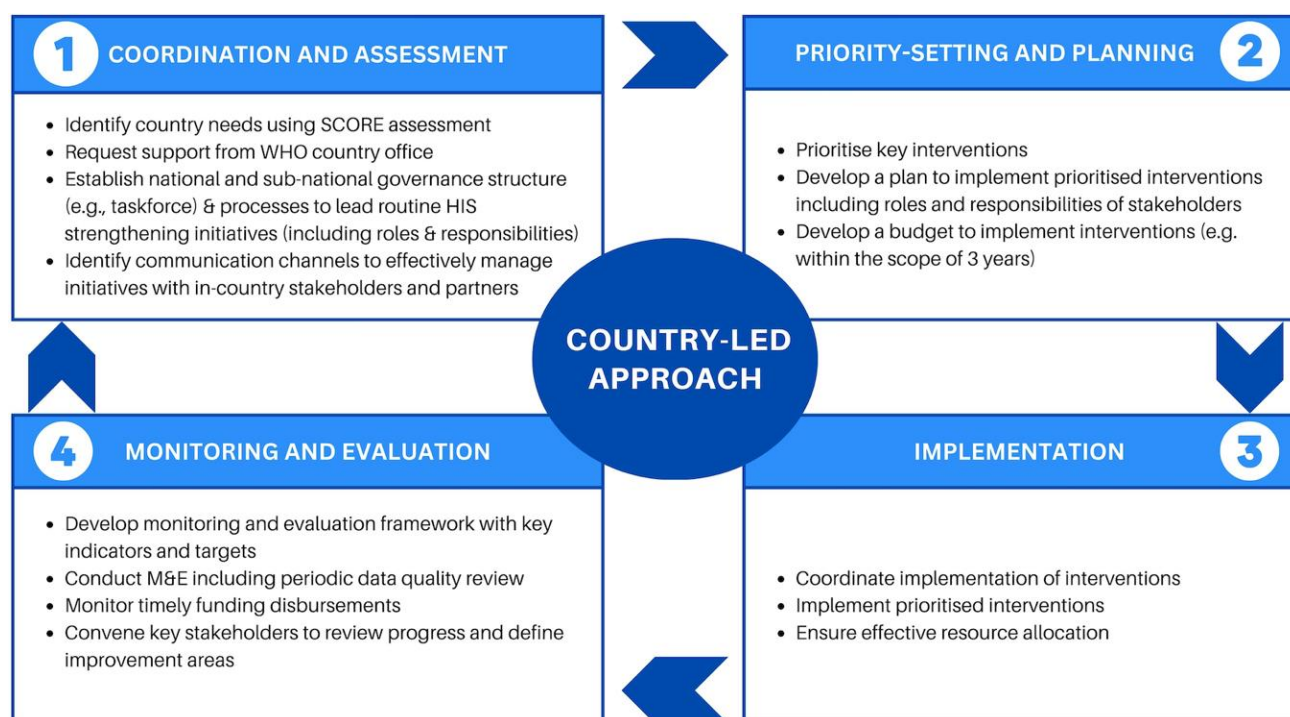 1 COORDINATION AND ASSESSMENT
• Identify country needs using SCORE assessment
• Request support from WHO country office
• Establish national and sub-national governance structure
(e.g., taskforce) & processes to lead routine HIS
strengthening initiatives (including roles & responsibilities)
• Identify communication channels to effectively manage
initiatives with in-country stakeholders and partners
PRIORITY-SETTING AND PLANNING 2
• Prioritise key interventions
• Develop a plan to implement prioritised interventions
including roles and responsibilities of stakeholders
• Develop a budget to implement interventions (e.g.
within the scope of 3 years)
COUNTRY-LED
APPROACH
IMPLEMENTATION 3
• Coordinate implementation of interventions
• Implement prioritised interventions
• Ensure effective resource allocation
4 MONITORING AND EVALUATION
• Develop monitoring and evaluation framework with key
indicators and targets
• Conduct M&E including periodic data quality review
• Monitor timely funding disbursements
• Convene key stakeholders to review progress and define
improvement areas